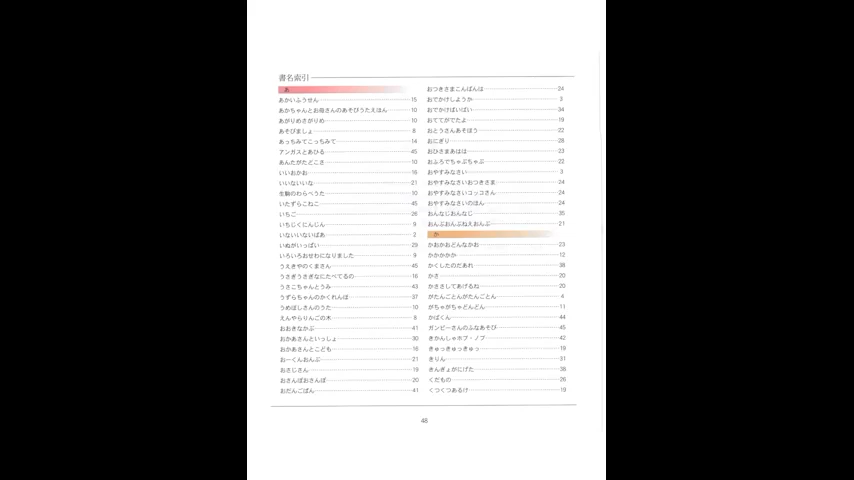 書名索引
あ
あかいふうせん 15
あかちゃんとお母さんのあそびうたえほん 10
あがりめさがりめ 10
あそびましょ 8
あっちみてこっちみて 14
アンガスとあひる 45
あんたがたどこさ 10
いいおかお 16
いいないいな 21
生駒のわらべうた 10
いたずらこねこ 45
いちご 26
いちじくにんじん 9
いないいないばあ 2
いぬがいっぱい 29
いろいろおせわになりました 9
うえきやのくまさん 45
うさぎうさぎなにたべてるの 16
うさこちゃんとうみ 43
うずらちゃんのかくれんぼ 37
うめぼしさんのうた 10
えんやらりんごの木 8
おおきなかぶ 41
おかあさんといっしょ 30
おかあさんとこども 16
おーくんおんぶ 21
おさじさん 19
おさんぽおさんぽ 20
おだんごぱん 41
おつきさまこんばんは 24
おでかけしようか 3
おでかけばいばい 34
おててがでたよ 19
おとうさんあそぼう 22
おにぎり 28
おひさまあはは 23
おふろでちゃぷちゃぷ 22
おやすみなさい 3
おやすみなさいおつきさま 24
おやすみなさいコッコさん 24
おやすみなさいのほん 24
おんなじおんなじ 35
おんぶおんぶねえおんぶ 21
か
かおかおどんなかお 23
かかかかか 12
かくしたのだあれ 38
かさ 20
かささしてあげるね 20
がたんごとんがたんごとん 4
がちゃがちゃどんどん 11
かばくん 44
ガンピーさんのふなあそび 45
きかんしゃホブ・ノブ 42
きゅっきゅっきゅっ 19
きりん 31
きんぎょがにげた 38
くだもの 26
くつくつあるけ 19
48